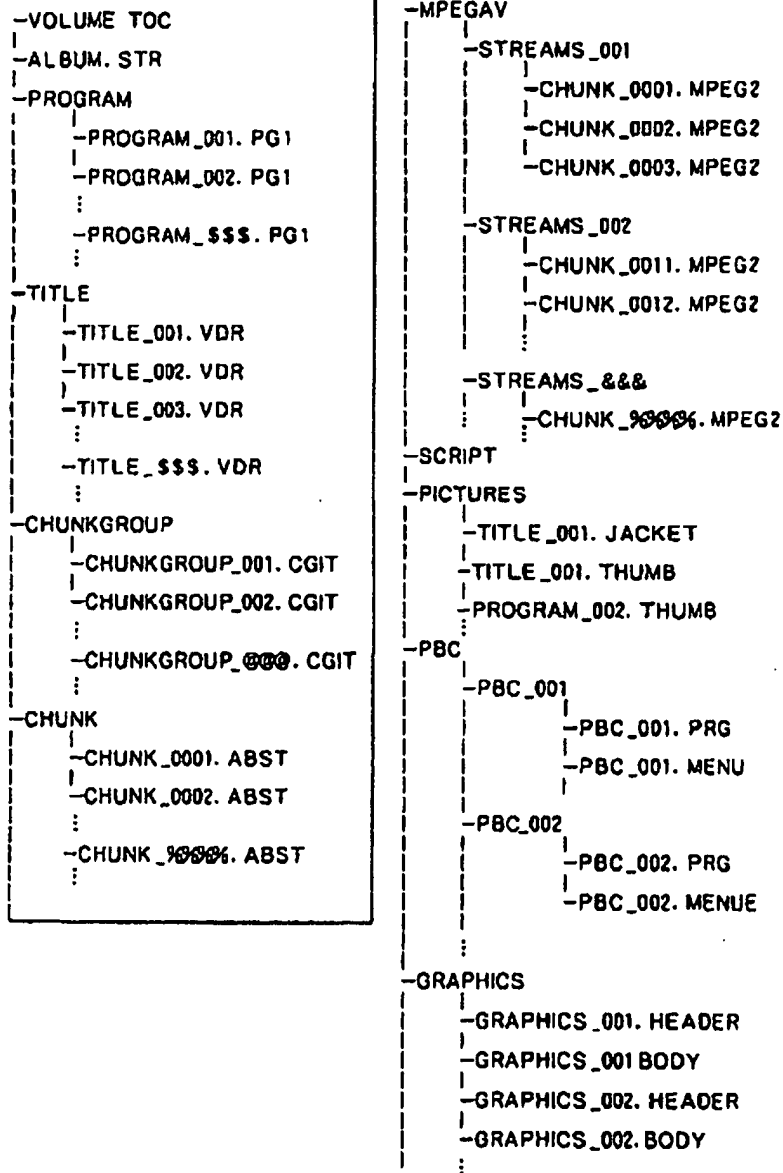 -VOLUME TOC
-ALBUM. STR
-PROGRAM
-PROGRAM_001. PG1
-PROGRAM_002. PG1
-PROGRAM_$$$. PG1
-TITLE
-TITLE_001. VDR
-TITLE_002. VDR
-TITLE_003. VDR
-TITLE_$$$. VDR
-CHUNKGROUP
-CHUNKGROUP_001. CGIT
-CHUNKGROUP_002. CGIT
-CHUNKGROUP_@@@. CGIT
-CHUNK
-CHUNK_0001. ABST
-CHUNK_0002. ABST
-CHUNK_%%%%. ABST
-MPEGAV
-STREAMS_001
-CHUNK_0001. MPEG2
-CHUNK_0002. MPEG2
-CHUNK_0003. MPEG2
-STREAMS_002
-CHUNK_0011. MPEG2
-CHUNK_0012. MPEG2
-STREAMS_&&&
-CHUNK_%%%%. MPEG2
-SCRIPT
-PICTURES
-TITLE_001. JACKET
-TITLE_001. THUMB
-PROGRAM_002. THUMB
-PBC
-PBC_001
-PBC_001. PRG
-PBC_001. MENU
-PBC_002
-PBC_002. PRG
-PBC_002. MENUE
-GRAPHICS
-GRAPHICS_001. HEADER
-GRAPHICS_001 BODY
-GRAPHICS_002. HEADER
-GRAPHICS_002. BODY